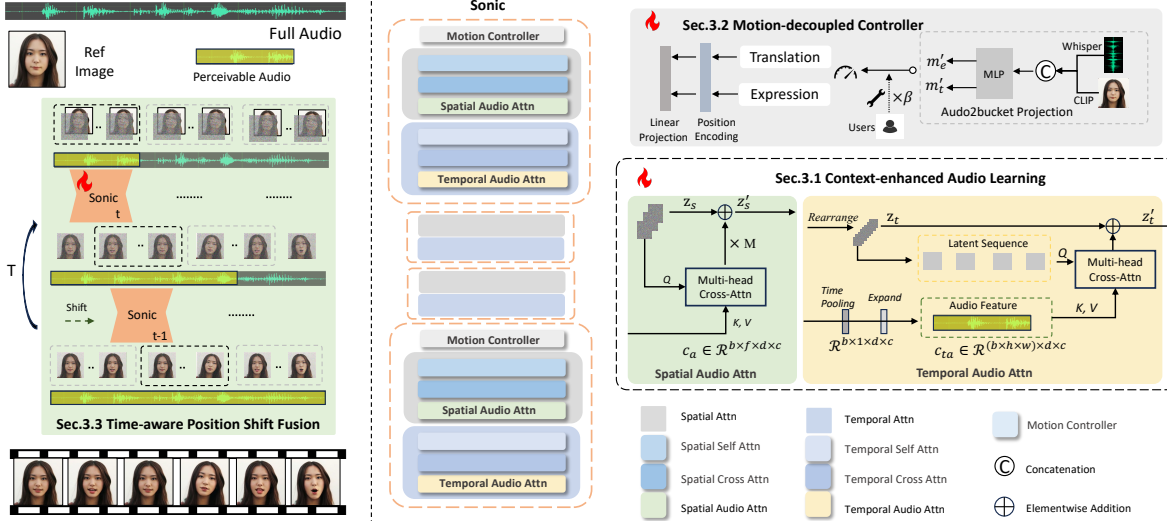 Full Audio
Ref
Image
Perceivable Audio
Sonic
t
........
........
T
Shift
Sonic
t-1
........
Sec.3.3 Time-aware Position Shift Fusion
Sonic
Motion Controller
Spatial Audio Attn
Temporal Audio Attn
Motion Controller
Spatial Audio Attn
Temporal Audio Attn
Sec.3.2 Motion-decoupled Controller
Translation
Expression
Linear
Projection
Position
Encoding
Users
×β
m′ₑ
m′ₜ
MLP
C
Whisper
CLIP
Audo2bucket Projection
Sec.3.1 Context-enhanced Audio Learning
zₛ
z′ₛ
× M
Q
Multi-head
Cross-Attn
K, V
cₐ ∈ ℛ^{b×f×d×c}
Spatial Audio Attn
Rearrange
zₜ
z′ₜ
Latent Sequence
Q
Multi-head
Cross-Attn
Time
Pooling
Expand
Audio Feature
K, V
ℛ^{b×1×d×c}
c_{ta} ∈ ℛ^{(b×h×w)×d×c}
Temporal Audio Attn
Spatial Attn
Spatial Self Attn
Spatial Cross Attn
Spatial Audio Attn
Temporal Attn
Temporal Self Attn
Temporal Cross Attn
Temporal Audio Attn
Motion Controller
C
Concatenation
Elementwise Addition